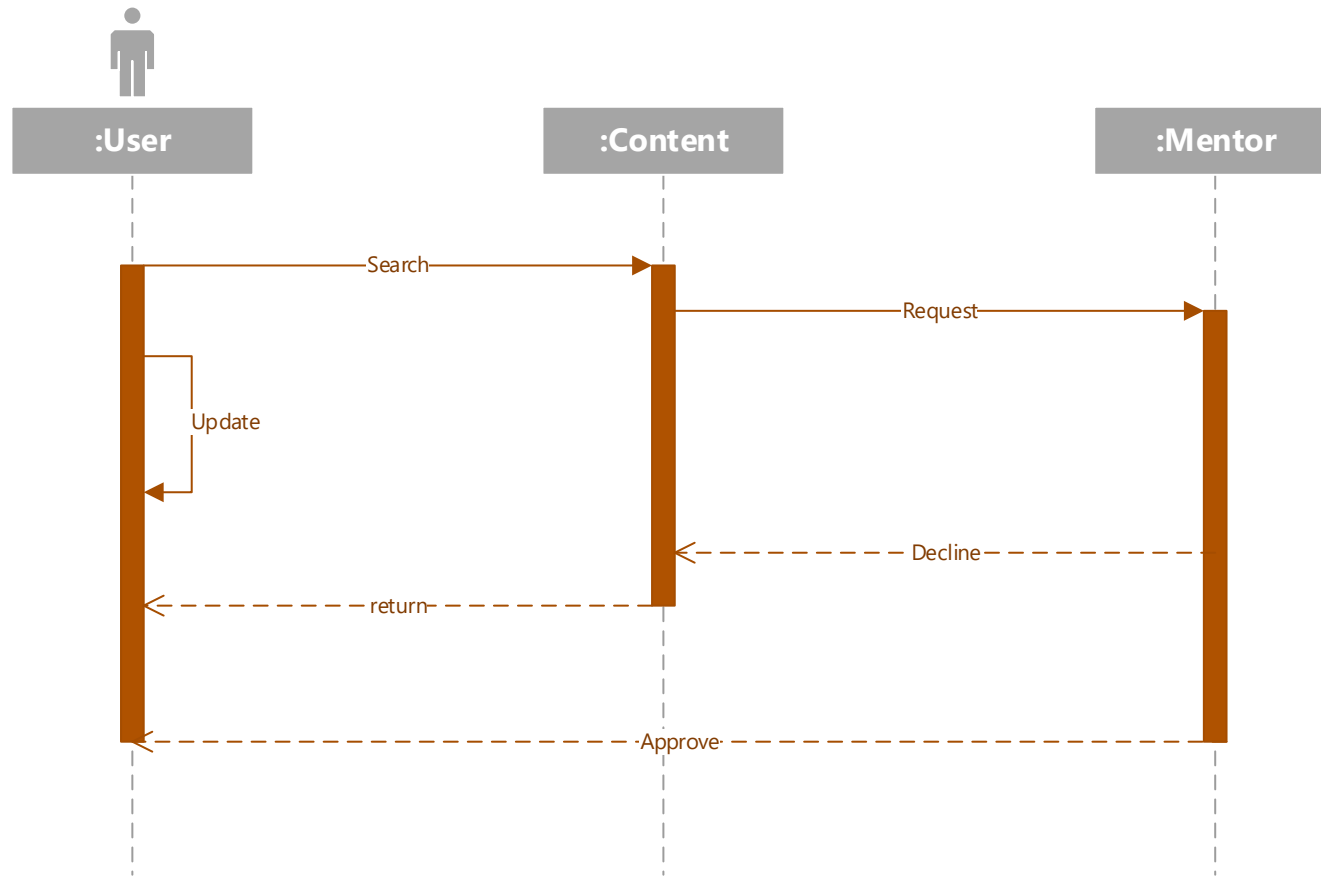 :User
:Content
:Mentor
Search
Request
Update
Decline
return
Approve